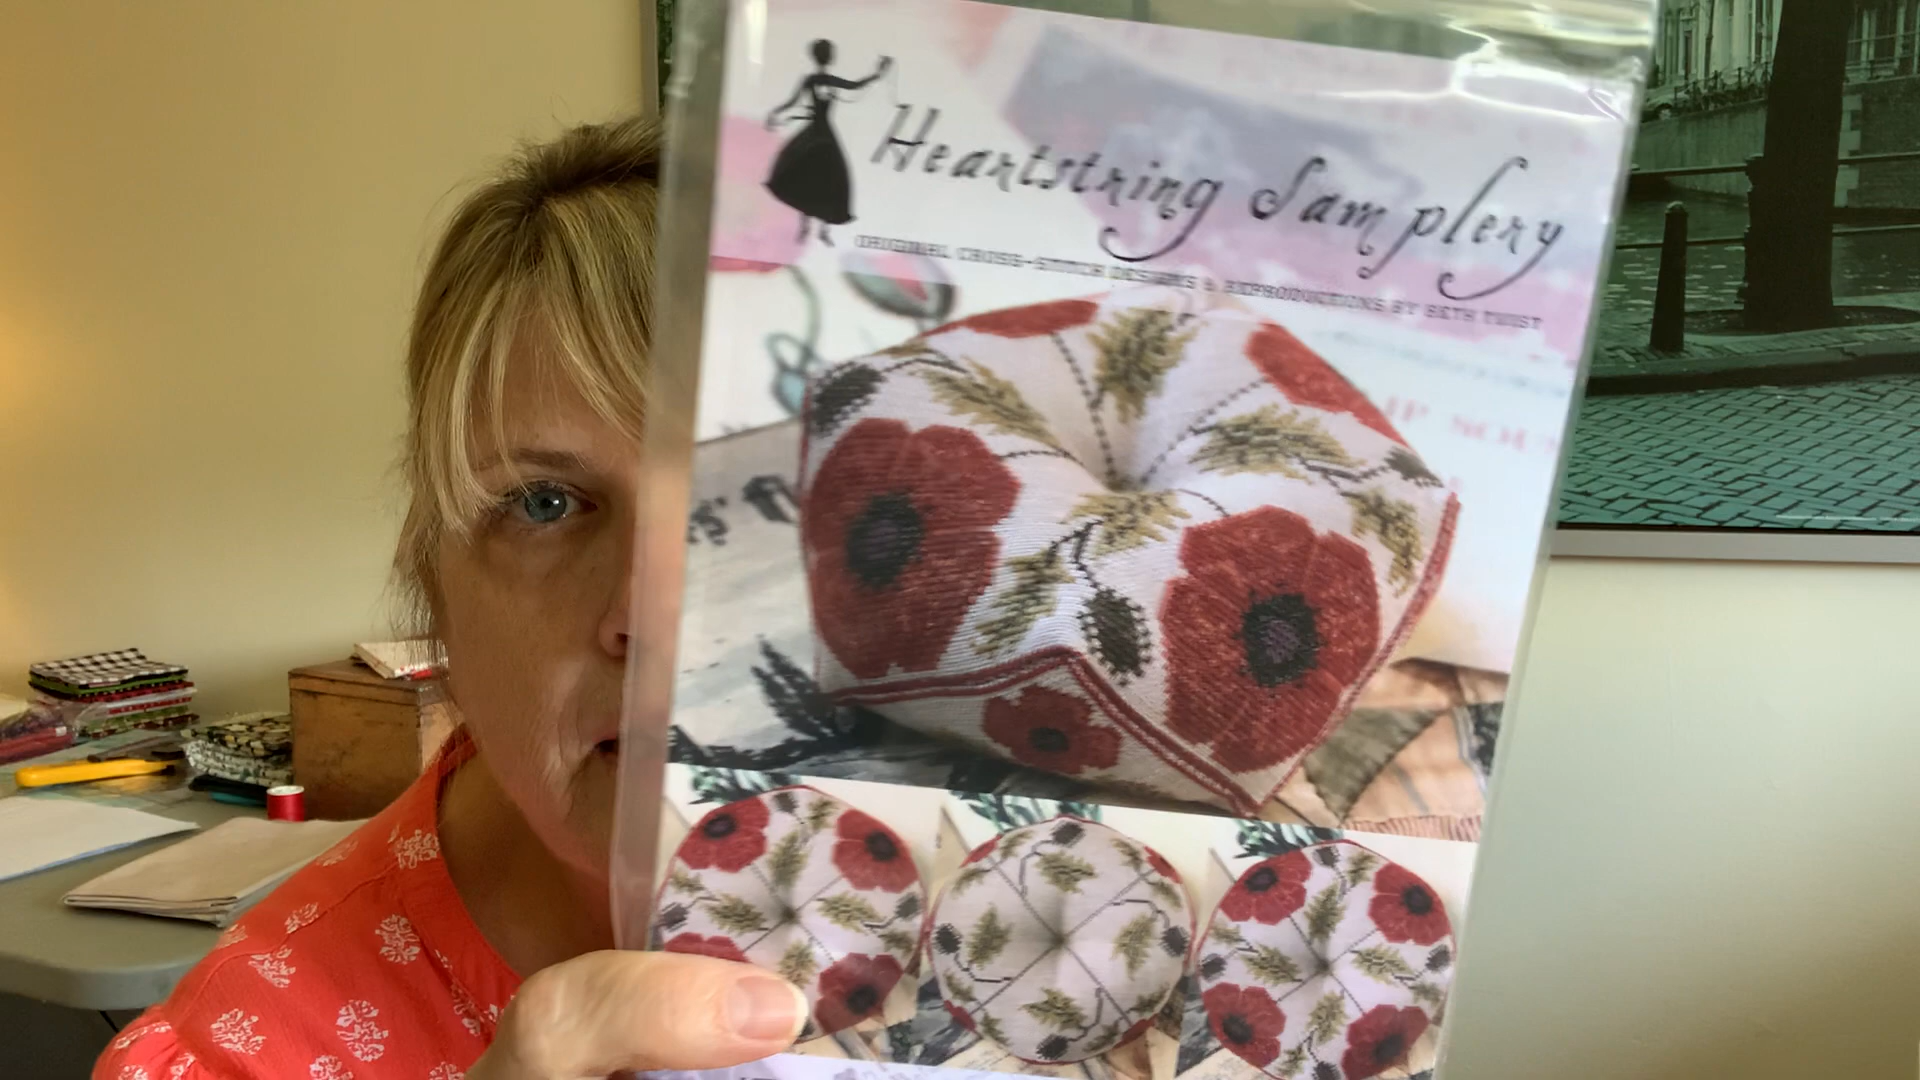 Heartstring Samplery
ORIGINAL CROSS-STITCH DESIGNS & REPRODUCTIONS BY BETH TWIST